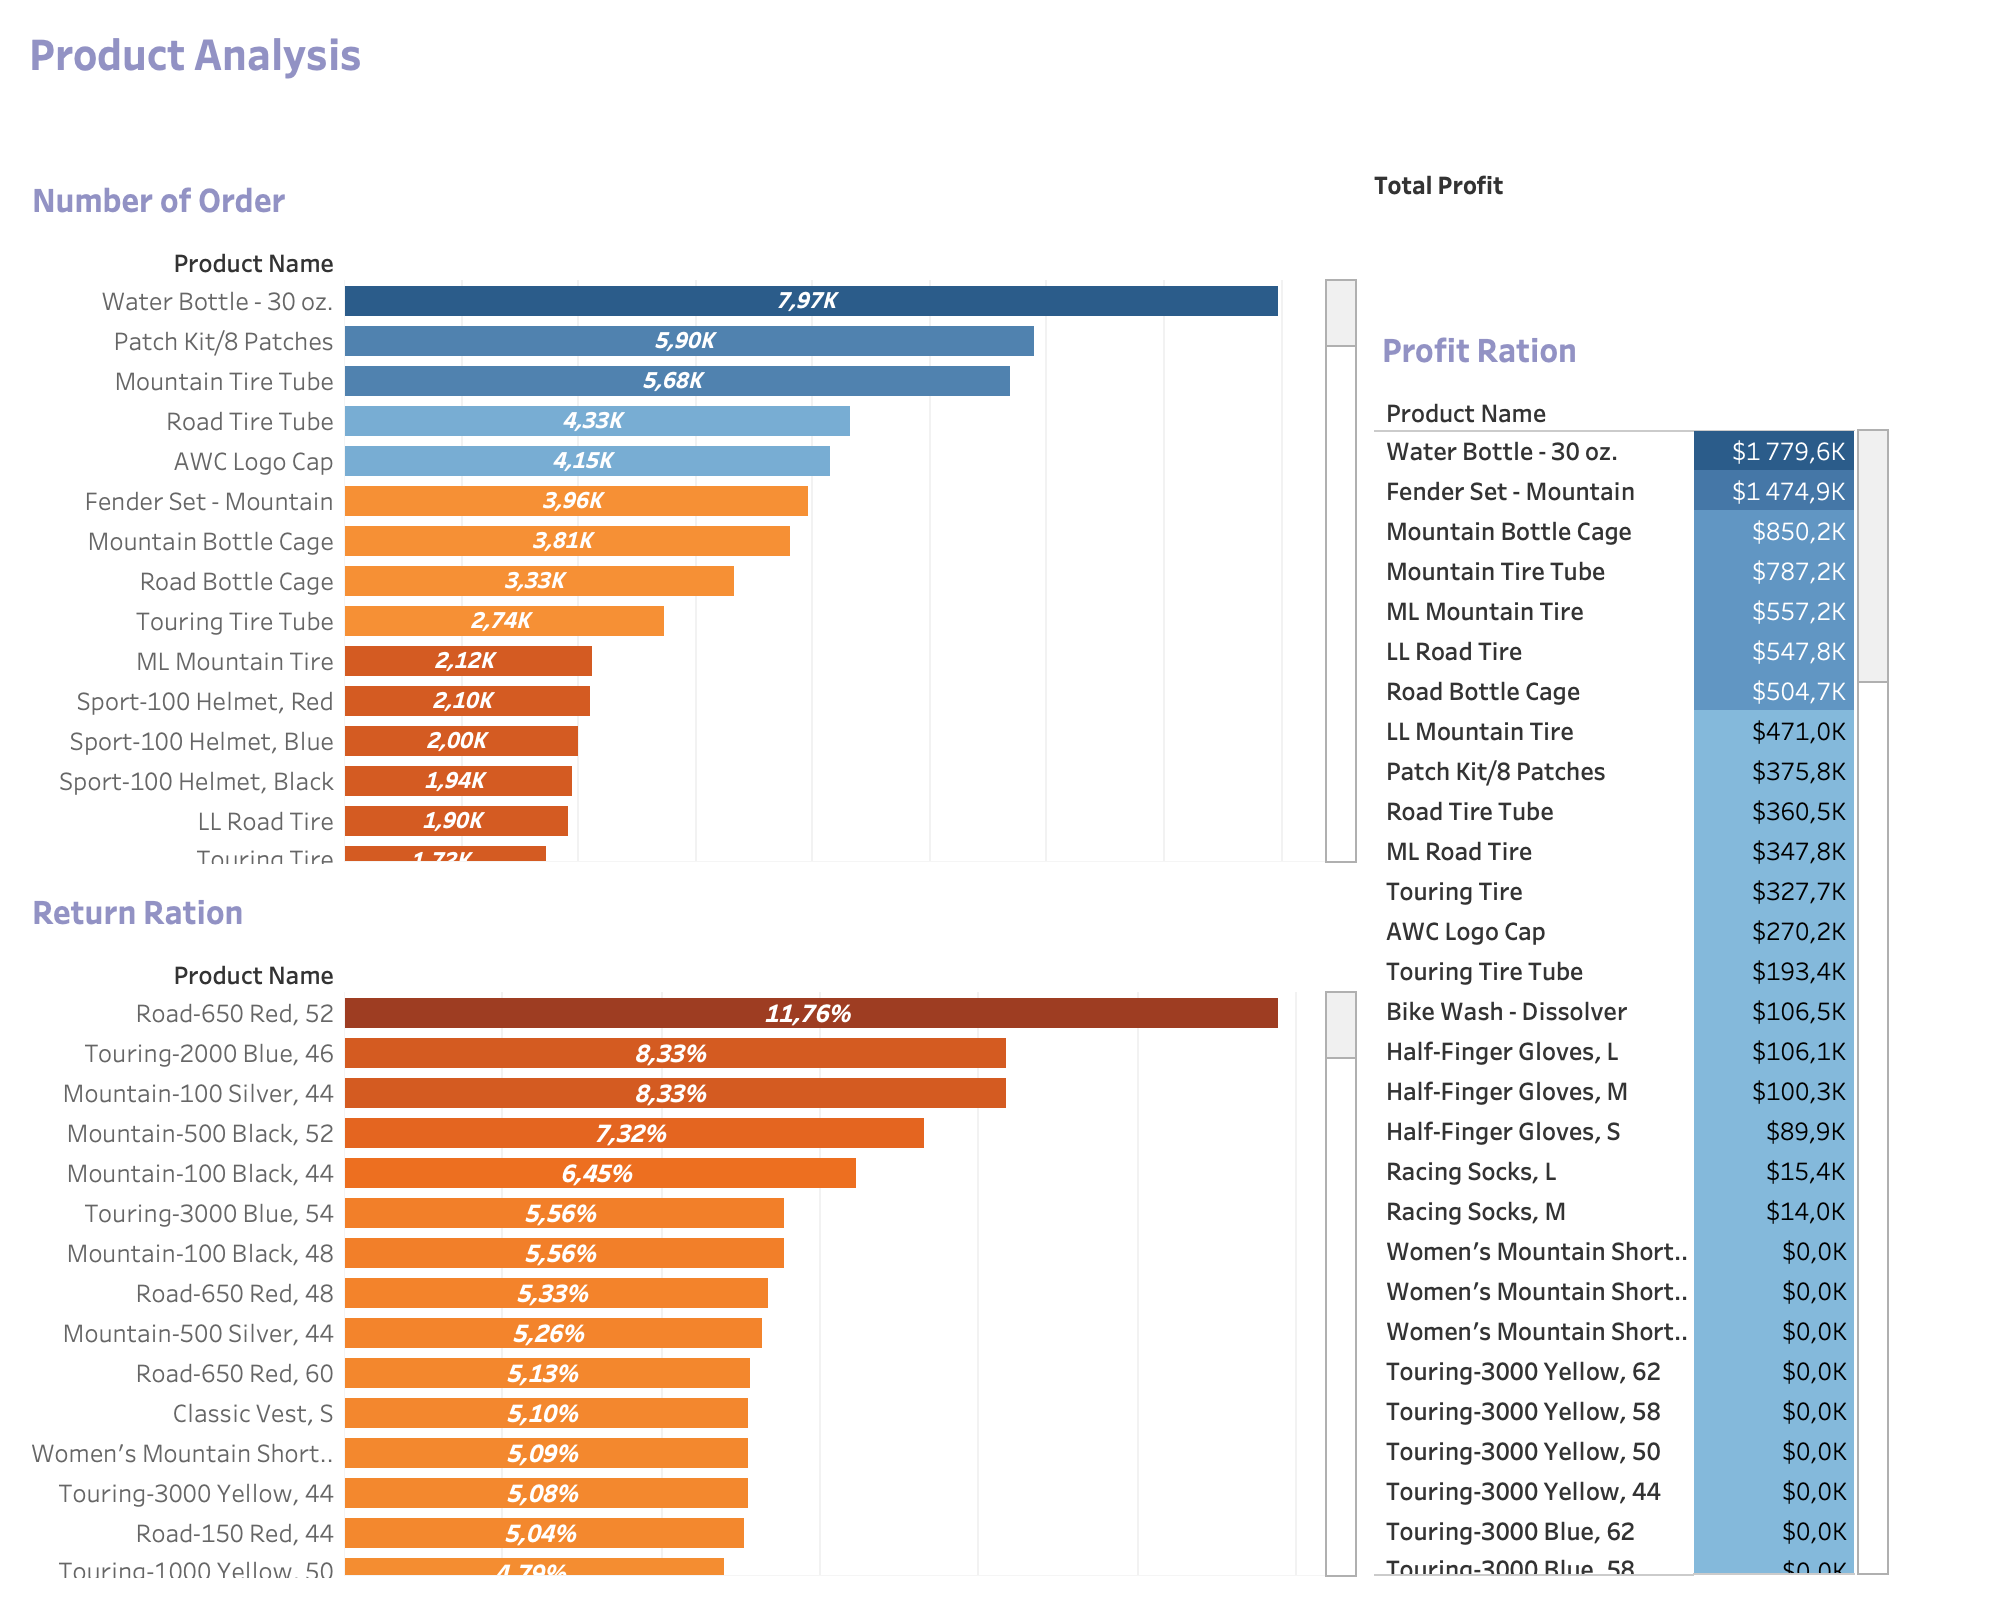 Product Analysis
Number of Order
Product Name
Water Bottle - 30 oz. 7,97K
Patch Kit/8 Patches 5,90K
Mountain Tire Tube 5,68K
Road Tire Tube 4,33K
AWC Logo Cap 4,15K
Fender Set - Mountain 3,96K
Mountain Bottle Cage 3,81K
Road Bottle Cage 3,33K
Touring Tire Tube 2,74K
ML Mountain Tire 2,12K
Sport-100 Helmet, Red 2,10K
Sport-100 Helmet, Blue 2,00K
Sport-100 Helmet, Black 1,94K
LL Road Tire 1,90K
Touring Tire 1,72K
Return Ration
Product Name
Road-650 Red, 52 11,76%
Touring-2000 Blue, 46 8,33%
Mountain-100 Silver, 44 8,33%
Mountain-500 Black, 52 7,32%
Mountain-100 Black, 44 6,45%
Touring-3000 Blue, 54 5,56%
Mountain-100 Black, 48 5,56%
Road-650 Red, 48 5,33%
Mountain-500 Silver, 44 5,26%
Road-650 Red, 60 5,13%
Classic Vest, S 5,10%
Women’s Mountain Short.. 5,09%
Touring-3000 Yellow, 44 5,08%
Road-150 Red, 44 5,04%
Touring-1000 Yellow, 50 4,79%
Total Profit
Profit Ration
Product Name
Water Bottle - 30 oz. $1 779,6K
Fender Set - Mountain $1 474,9K
Mountain Bottle Cage $850,2K
Mountain Tire Tube $787,2K
ML Mountain Tire $557,2K
LL Road Tire $547,8K
Road Bottle Cage $504,7K
LL Mountain Tire $471,0K
Patch Kit/8 Patches $375,8K
Road Tire Tube $360,5K
ML Road Tire $347,8K
Touring Tire $327,7K
AWC Logo Cap $270,2K
Touring Tire Tube $193,4K
Bike Wash - Dissolver $106,5K
Half-Finger Gloves, L $106,1K
Half-Finger Gloves, M $100,3K
Half-Finger Gloves, S $89,9K
Racing Socks, L $15,4K
Racing Socks, M $14,0K
Women’s Mountain Short.. $0,0K
Women’s Mountain Short.. $0,0K
Women’s Mountain Short.. $0,0K
Touring-3000 Yellow, 62 $0,0K
Touring-3000 Yellow, 58 $0,0K
Touring-3000 Yellow, 50 $0,0K
Touring-3000 Yellow, 44 $0,0K
Touring-3000 Blue, 62 $0,0K
Touring-3000 Blue, 58 $0,0K